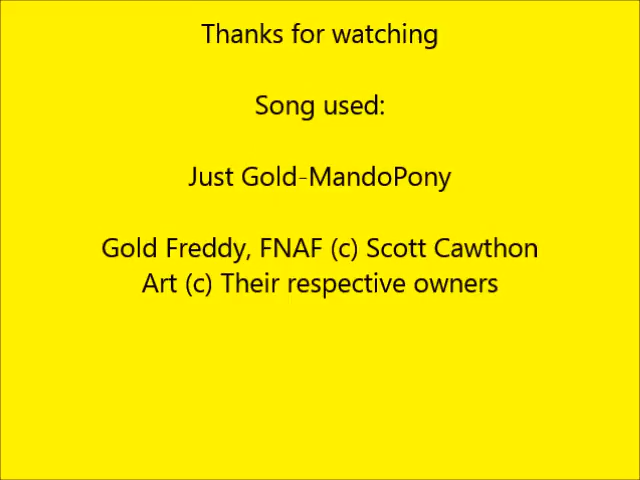 Thanks for watching
Song used:
Just Gold-MandoPony
Gold Freddy, FNAF (c) Scott Cawthon
Art (c) Their respective owners